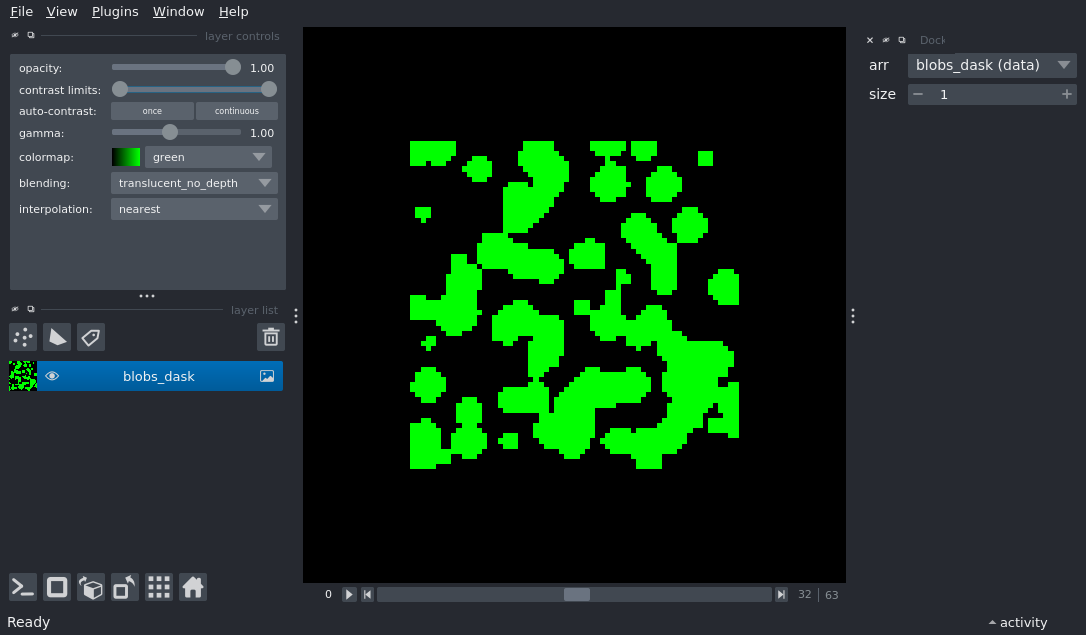 File View Plugins Window Help
layer controls
opacity: 1.00
contrast limits:
auto-contrast: once continuous
gamma: 1.00
colormap: green
blending: translucent_no_depth
interpolation: nearest
layer list
blobs_dask
0 32 63
Dock
arr blobs_dask (data)
size 1
Ready
activity